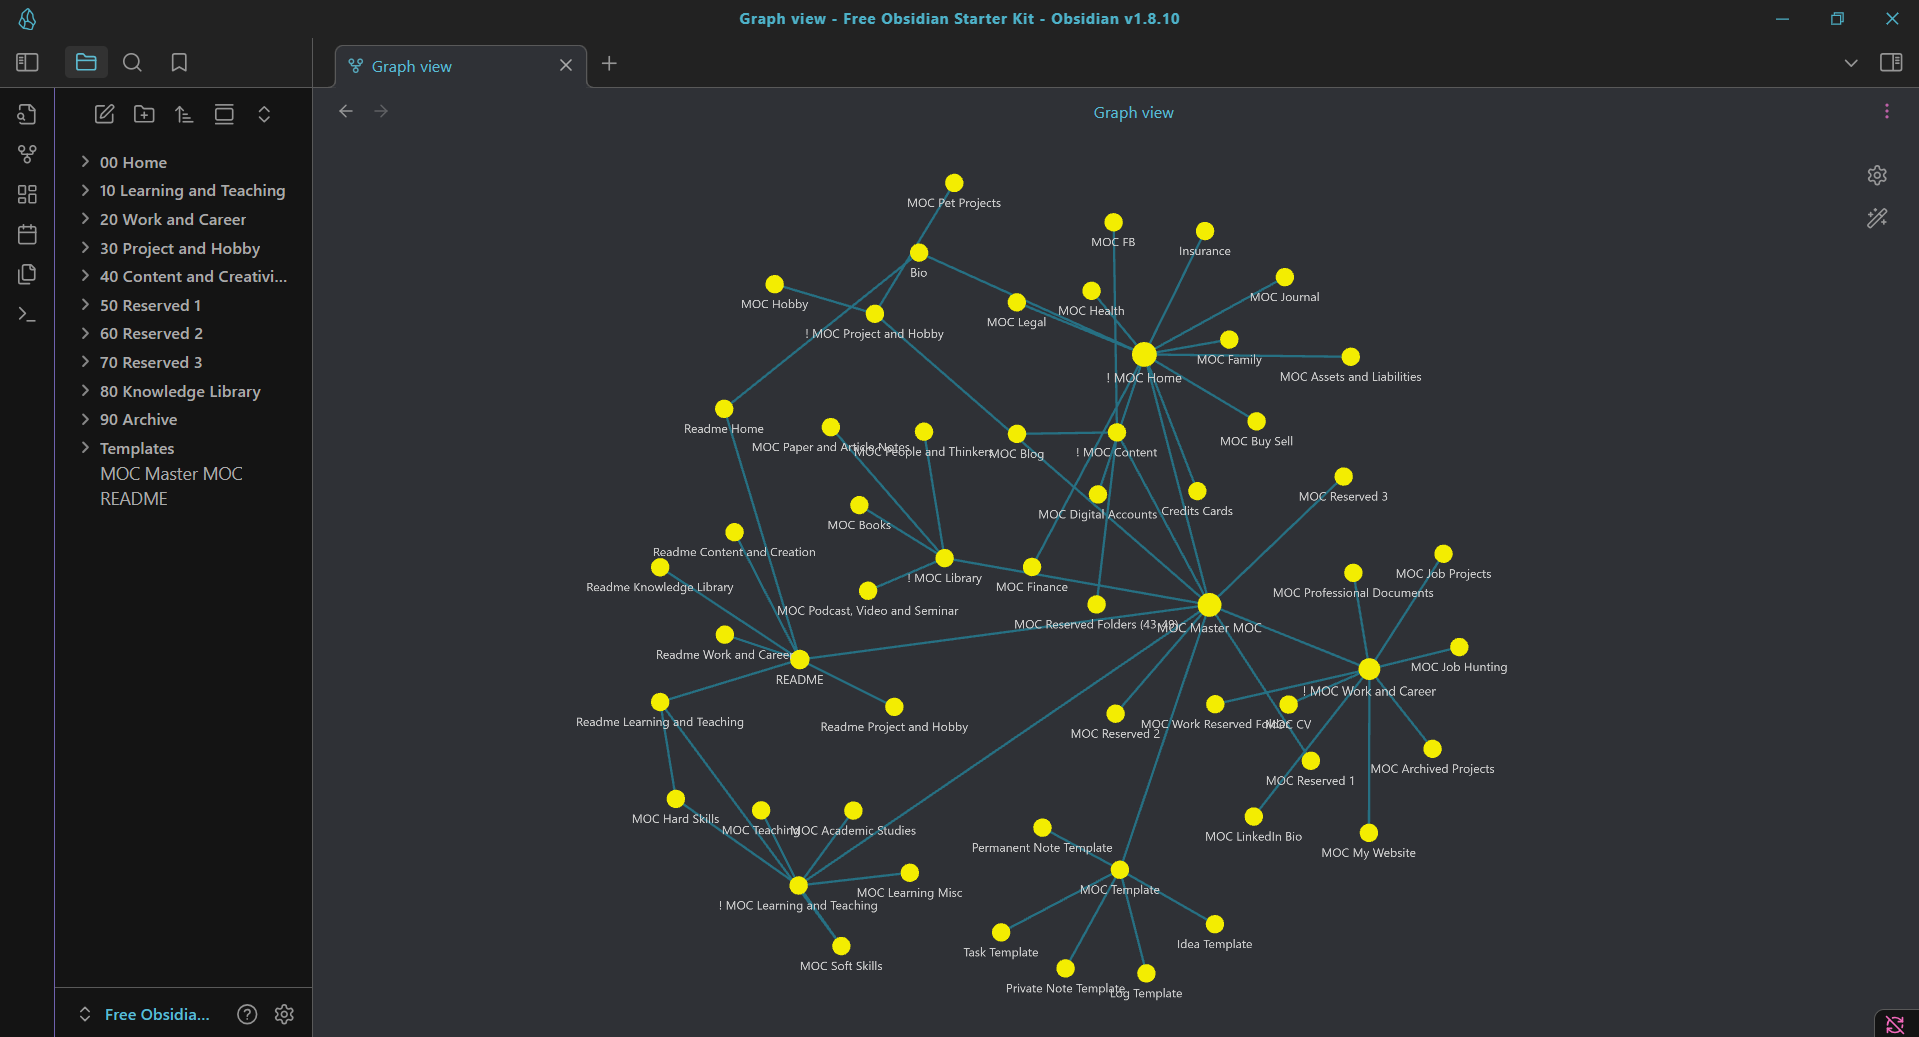 Graph view - Free Obsidian Starter Kit - Obsidian v1.8.10
Graph view
Graph view
00 Home
10 Learning and Teaching
20 Work and Career
30 Project and Hobby
40 Content and Creativi...
50 Reserved 1
60 Reserved 2
70 Reserved 3
80 Knowledge Library
90 Archive
Templates
MOC Master MOC
README
Free Obsidia...
MOC Pet Projects
MOC FB
Insurance
Bio
MOC Hobby
MOC Journal
MOC Health
MOC Legal
! MOC Project and Hobby
MOC Family
! MOC Home
MOC Assets and Liabilities
Readme Home
MOC Paper and Article Notes
MOC People and Thinkers
MOC Blog
! MOC Content
MOC Buy Sell
MOC Reserved 3
MOC Digital Accounts
Credits Cards
MOC Books
Readme Content and Creation
Readme Knowledge Library
! MOC Library
MOC Finance
MOC Job Projects
MOC Professional Documents
MOC Podcast, Video and Seminar
MOC Reserved Folders (43-49)
MOC Master MOC
Readme Work and Career
README
MOC Job Hunting
! MOC Work and Career
Readme Learning and Teaching
Readme Project and Hobby
MOC Reserved 2
MOC Work Reserved Folder
MOC CV
MOC Archived Projects
MOC Reserved 1
MOC Hard Skills
MOC Teaching
MOC Academic Studies
Permanent Note Template
MOC LinkedIn Bio
MOC My Website
MOC Learning Misc
MOC Template
! MOC Learning and Teaching
Task Template
Idea Template
MOC Soft Skills
Private Note Template
Log Template